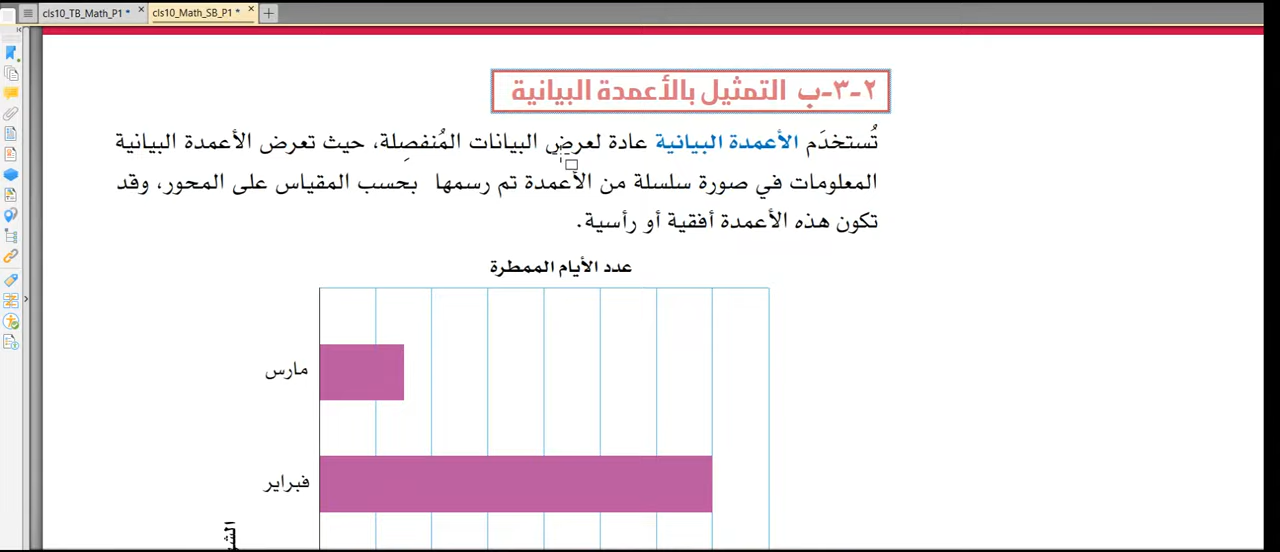 cls10_TB_Math_P1 *
cls10_Math_SB_P1 *
٢-٣-ب التمثيل بالأعمدة البيانية
تُستخدَم الأعمدة البيانية عادة لعرض البيانات المُنفصِلة، حيث تعرض الأعمدة البيانية
المعلومات في صورة سلسلة من الأعمدة تم رسمها بحسب المقياس على المحور، وقد
تكون هذه الأعمدة أفقية أو رأسية.
عدد الأيام الممطرة
مارس
فبراير